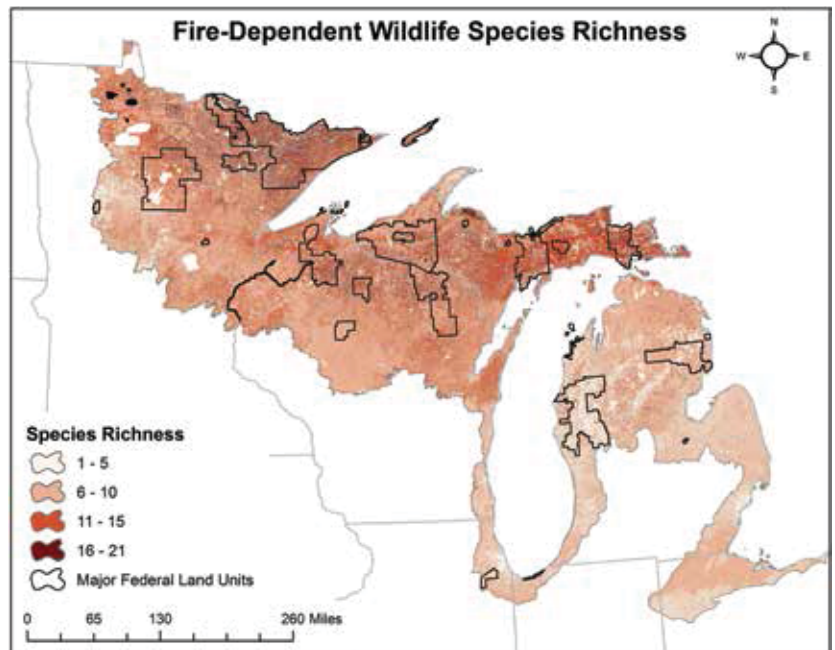 Fire-Dependent Wildlife Species Richness
N
W E
S
Species Richness
1 - 5
6 - 10
11 - 15
16 - 21
Major Federal Land Units
0 65 130 260 Miles